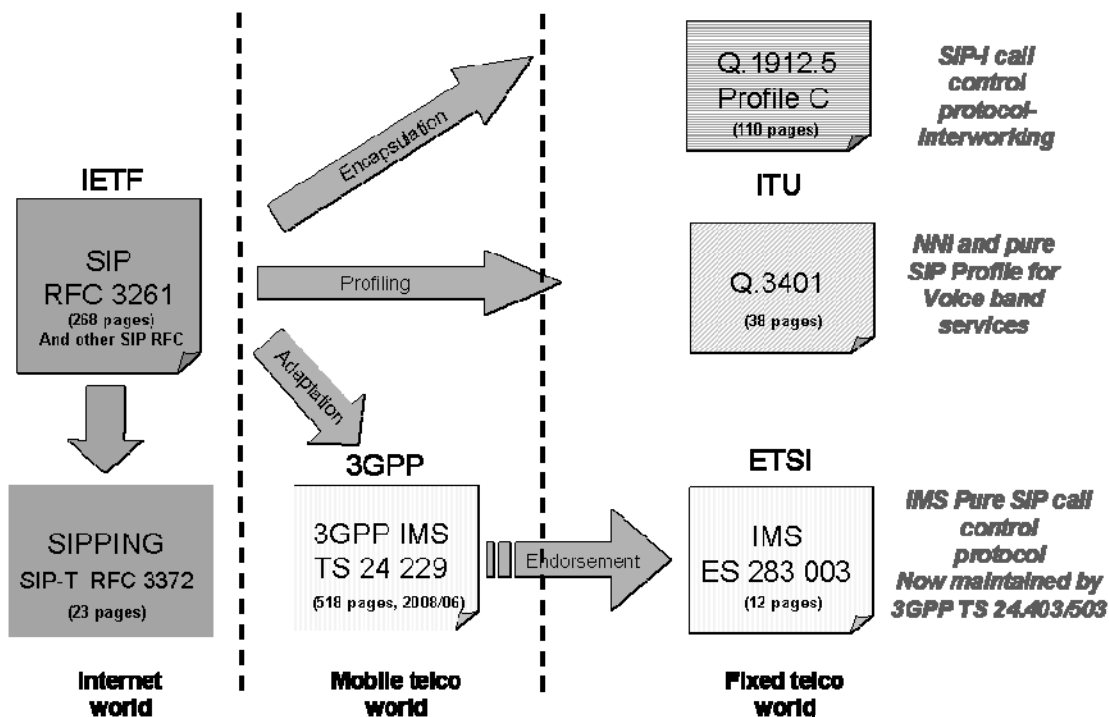 IETF
SIP
RFC 3261
(268 pages)
And other SIP RFC
SIPPING
SIP-T RFC 3372
(23 pages)
Internet
world
Encapsulation
Profiling
Adaptation
3GPP
3GPP IMS
TS 24 229
(518 pages, 2008/06)
Endorsement
Mobile telco
world
Q.1912.5
Profile C
(110 pages)
ITU
Q.3401
(38 pages)
ETSI
IMS
ES 283 003
(12 pages)
Fixed telco
world
SIP-I call
control
protocol-
Interworking
NNI and pure
SIP Profile for
Voice band
services
IMS Pure SIP call
control
protocol
Now maintained by
3GPP TS 24.403/503